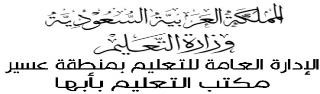 المملكة العربية السعودية
وزارة التعليم
الإدارة العامة للتعليم بمنطقة عسير
مكتب التعليم بأبها